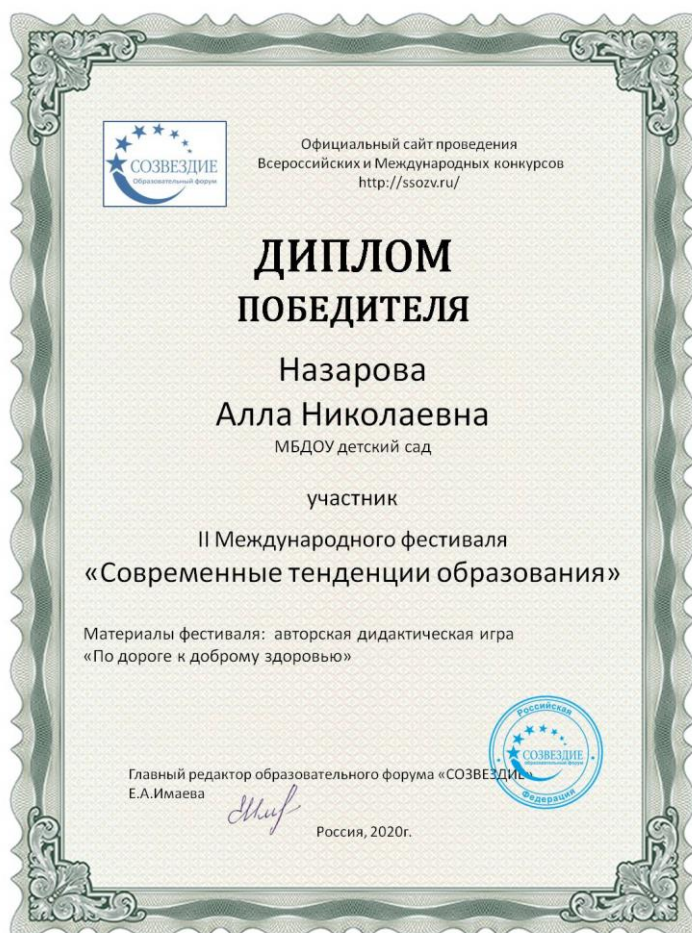 СОЗВЕЗДИЕ
Образовательный форум
Официальный сайт проведения
Всероссийских и Международных конкурсов
http://ssozv.ru/
ДИПЛОМ
ПОБЕДИТЕЛЯ
Назарова
Алла Николаевна
МБДОУ детский сад
участник
II Международного фестиваля
«Современные тенденции образования»
Материалы фестиваля: авторская дидактическая игра
«По дороге к доброму здоровью»
Российская
СОЗВЕЗДИЕ
образовательный форум
Федерация
Главный редактор образовательного форума «СОЗВЕЗДИЕ»
Е.А.Имаева
Россия, 2020г.